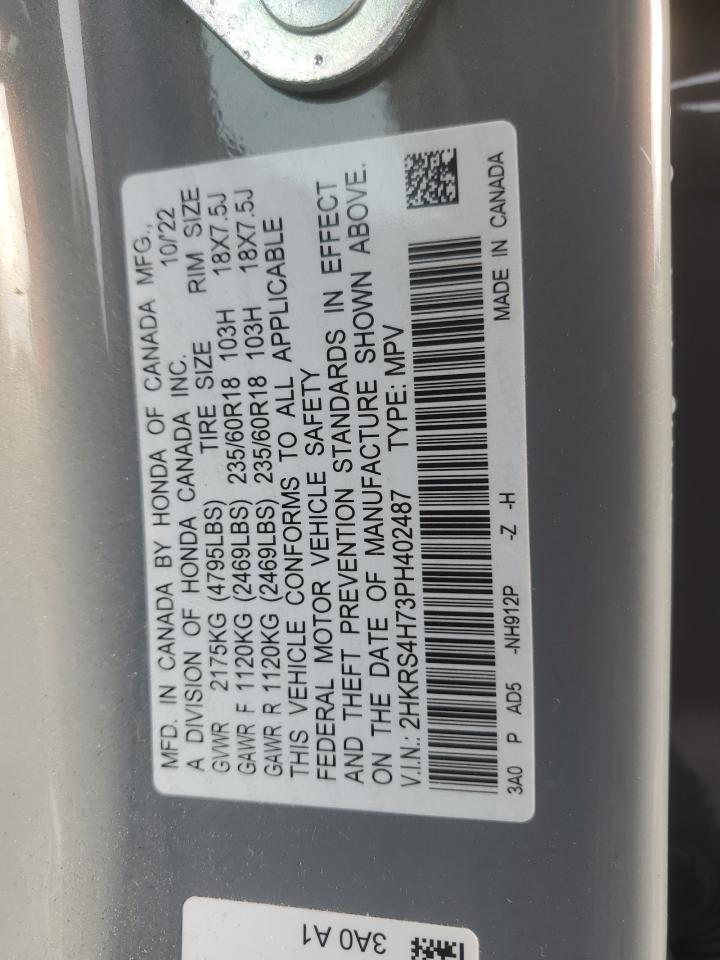 MFD. IN CANADA BY HONDA OF CANADA MFG.,
A DIVISION OF HONDA CANADA INC. 10/'22
GVWR 2175KG (4795LBS) TIRE SIZE RIM SIZE
GAWR F 1120KG (2469LBS) 235/60R18 103H 18X7.5J
GAWR R 1120KG (2469LBS) 235/60R18 103H 18X7.5J
THIS VEHICLE CONFORMS TO ALL APPLICABLE
FEDERAL MOTOR VEHICLE SAFETY
AND THEFT PREVENTION STANDARDS IN EFFECT
ON THE DATE OF MANUFACTURE SHOWN ABOVE.
V.I.N.: 2HKRS4H73PH402487 TYPE: MPV
3A0 P AD5 -NH912P -Z -H MADE IN CANADA
3A0 A1